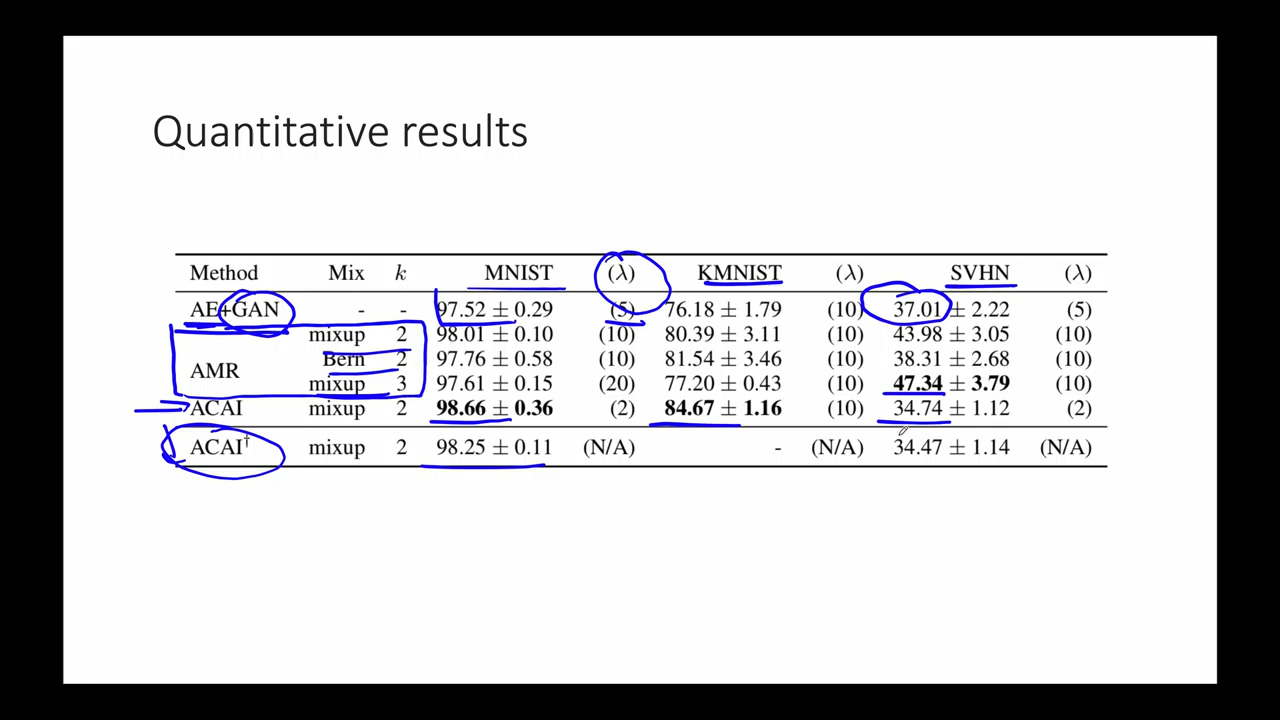 Quantitative results
Method Mix k MNIST (λ) KMNIST (λ) SVHN (λ)
AE+GAN - - 97.52 ± 0.29 (5) 76.18 ± 1.79 (10) 37.01 ± 2.22 (5)
mixup 2 98.01 ± 0.10 (10) 80.39 ± 3.11 (10) 43.98 ± 3.05 (10)
AMR Bern 2 97.76 ± 0.58 (10) 81.54 ± 3.46 (10) 38.31 ± 2.68 (10)
mixup 3 97.61 ± 0.15 (20) 77.20 ± 0.43 (10) 47.34 ± 3.79 (10)
ACAI mixup 2 98.66 ± 0.36 (2) 84.67 ± 1.16 (10) 34.74 ± 1.12 (2)
ACAI† mixup 2 98.25 ± 0.11 (N/A) - (N/A) 34.47 ± 1.14 (N/A)